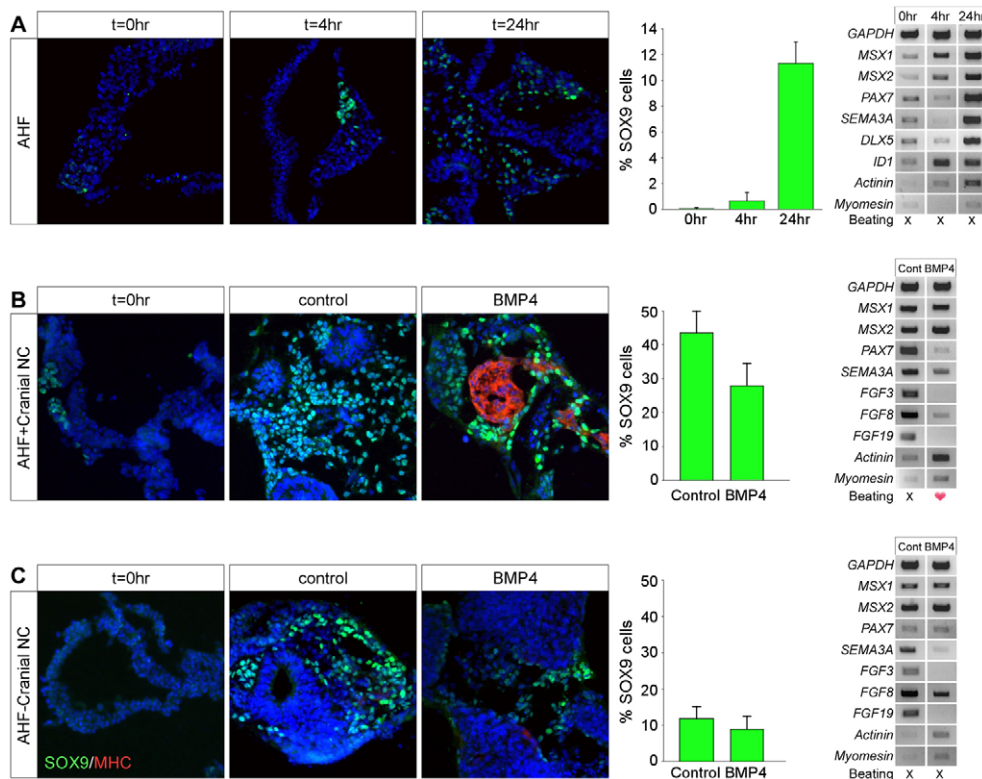 A
t=0hr t=4hr t=24hr
AHF
% SOX9 cells
14
12
10
8
6
4
2
0
0hr 4hr 24hr
0hr 4hr 24hr
GAPDH
MSX1
MSX2
PAX7
SEMA3A
DLX5
ID1
Actinin
Myomesin
Beating X X X
B
t=0hr control BMP4
AHF+Cranial NC
% SOX9 cells
50
40
30
20
10
0
Control BMP4
Cont BMP4
GAPDH
MSX1
MSX2
PAX7
SEMA3A
FGF3
FGF8
FGF19
Actinin
Myomesin
Beating X
C
t=0hr control BMP4
AHF-Cranial NC
SOX9/MHC
% SOX9 cells
50
40
30
20
10
0
Control BMP4
Cont BMP4
GAPDH
MSX1
MSX2
PAX7
SEMA3A
FGF3
FGF8
FGF19
Actinin
Myomesin
Beating X